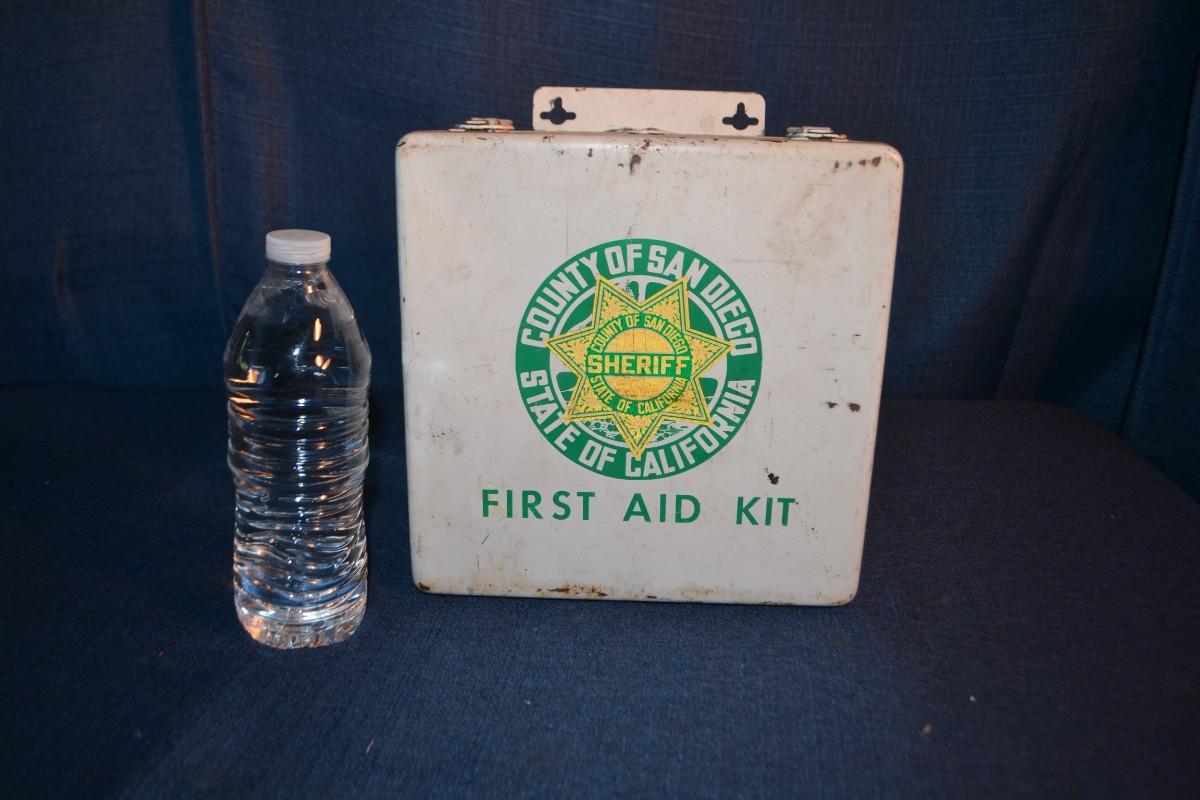 COUNTY OF SAN DIEGO
COUNTY OF SAN DIEGO
SHERIFF
STATE OF CALIFORNIA
STATE OF CALIFORNIA
FIRST AID KIT